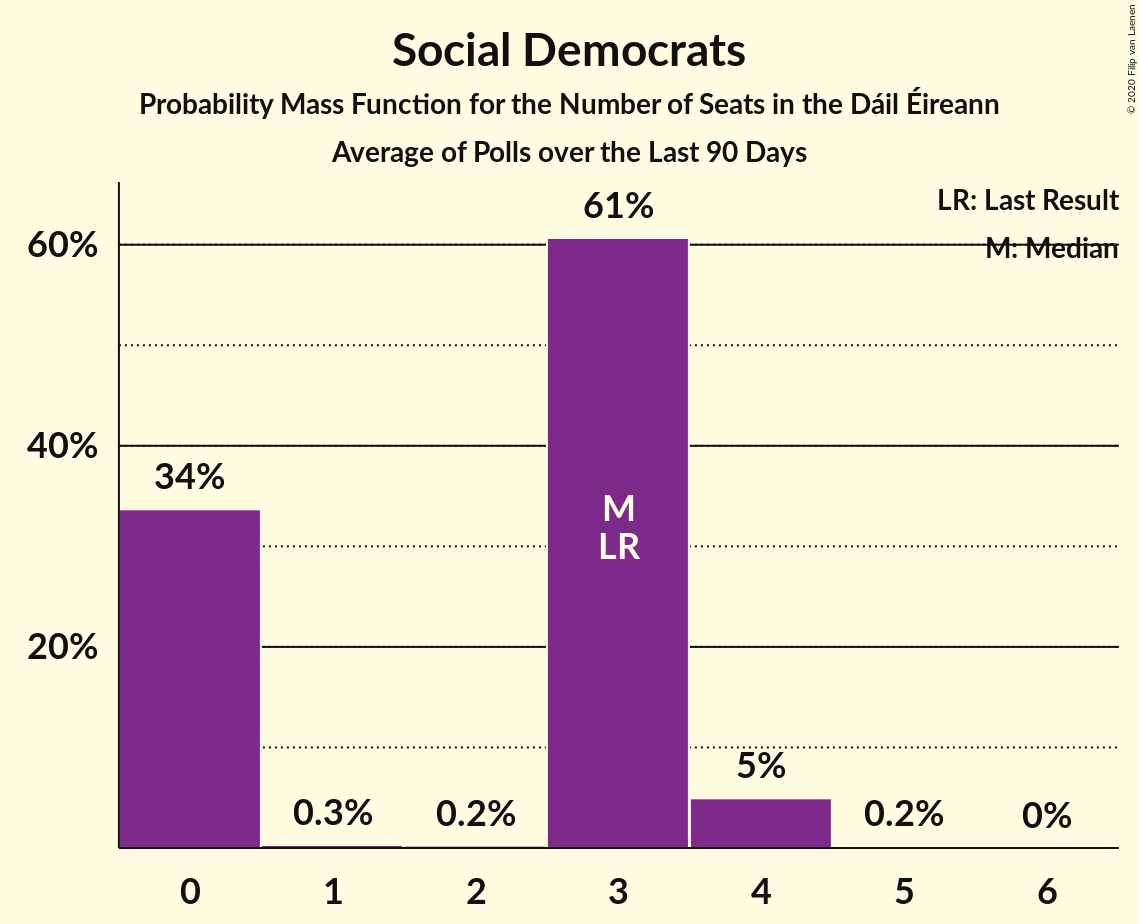 Social Democrats
Probability Mass Function for the Number of Seats in the Dáil Éireann
Average of Polls over the Last 90 Days
© 2020 Filip van Laenen
LR: Last Result
M: Median
60%
40%
20%
34%
0.3%
0.2%
61%
M
LR
5%
0.2%
0%
0 1 2 3 4 5 6